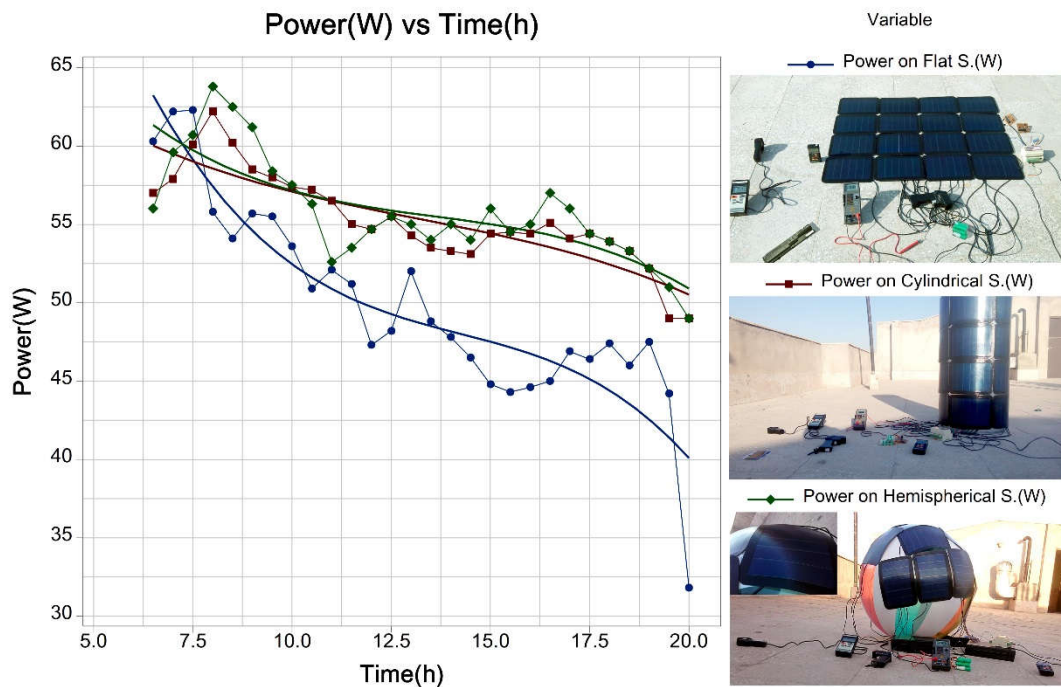 Power(W) vs Time(h)
Variable
Power on Flat S.(W)
Power on Cylindrical S.(W)
Power on Hemispherical S.(W)
Power(W)
65
60
55
50
45
40
35
30
5.0
7.5
10.0
12.5
15.0
17.5
20.0
Time(h)